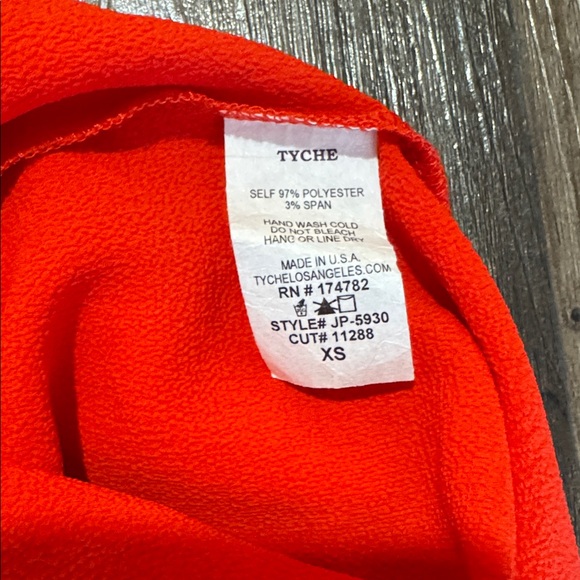 TYCHE
SELF 97% POLYESTER
3% SPAN
HAND WASH COLD
DO NOT BLEACH
HANG OR LINE DRY
MADE IN U.S.A.
TYCHELOSANGELES.COM
RN # 174782
STYLE# JP-5930
CUT# 11288
XS